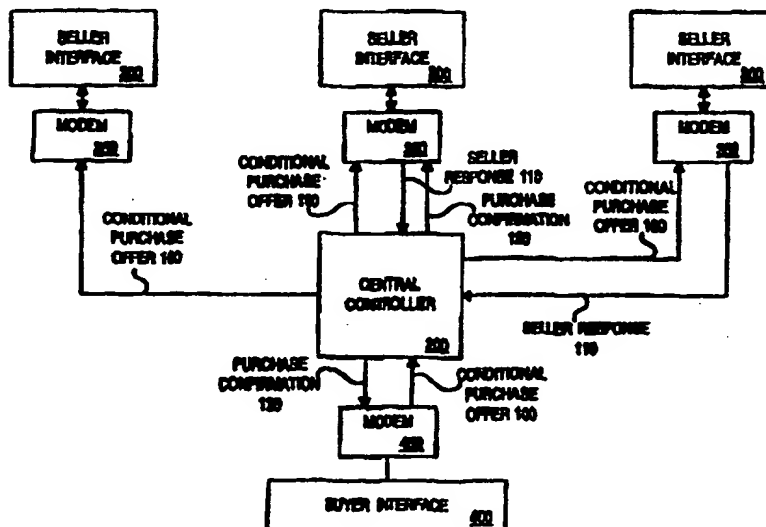 SELLER
INTERFACE 300
SELLER
INTERFACE 300
SELLER
INTERFACE 300
MODEM
MODEM
MODEM
CONDITIONAL
PURCHASE
OFFER 100
CONDITIONAL
PURCHASE
OFFER
SELLER
RESPONSE 110
PURCHASE
CONFIRMATION
120
CONDITIONAL
PURCHASE
OFFER 100
CENTRAL
CONTROLLER
200
SELLER RESPONSE
110
PURCHASE
CONFIRMATION
120
CONDITIONAL
PURCHASE
OFFER 100
MODEM
BUYER INTERFACE
400